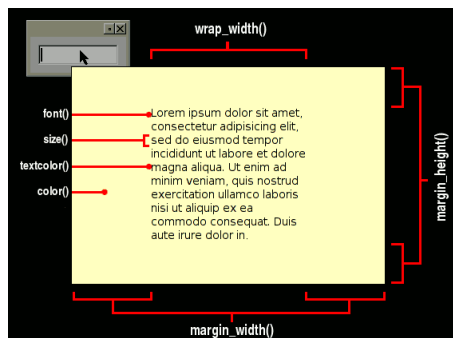 wrap_width()
font()
size()
textcolor()
color()
Lorem ipsum dolor sit amet,
consectetur adipisicing elit,
sed do eiusmod tempor
incididunt ut labore et dolore
magna aliqua. Ut enim ad
minim veniam, quis nostrud
exercitation ullamco laboris
nisi ut aliquip ex ea
commodo consequat. Duis
aute irure dolor in.
margin_height()
margin_width()